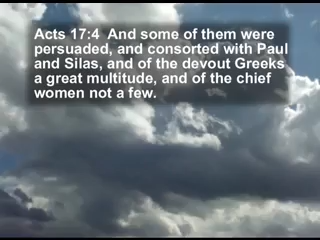 Acts 17:4  And some of them were
persuaded, and consorted with Paul
and Silas, and of the devout Greeks
a great multitude, and of the chief
women not a few.